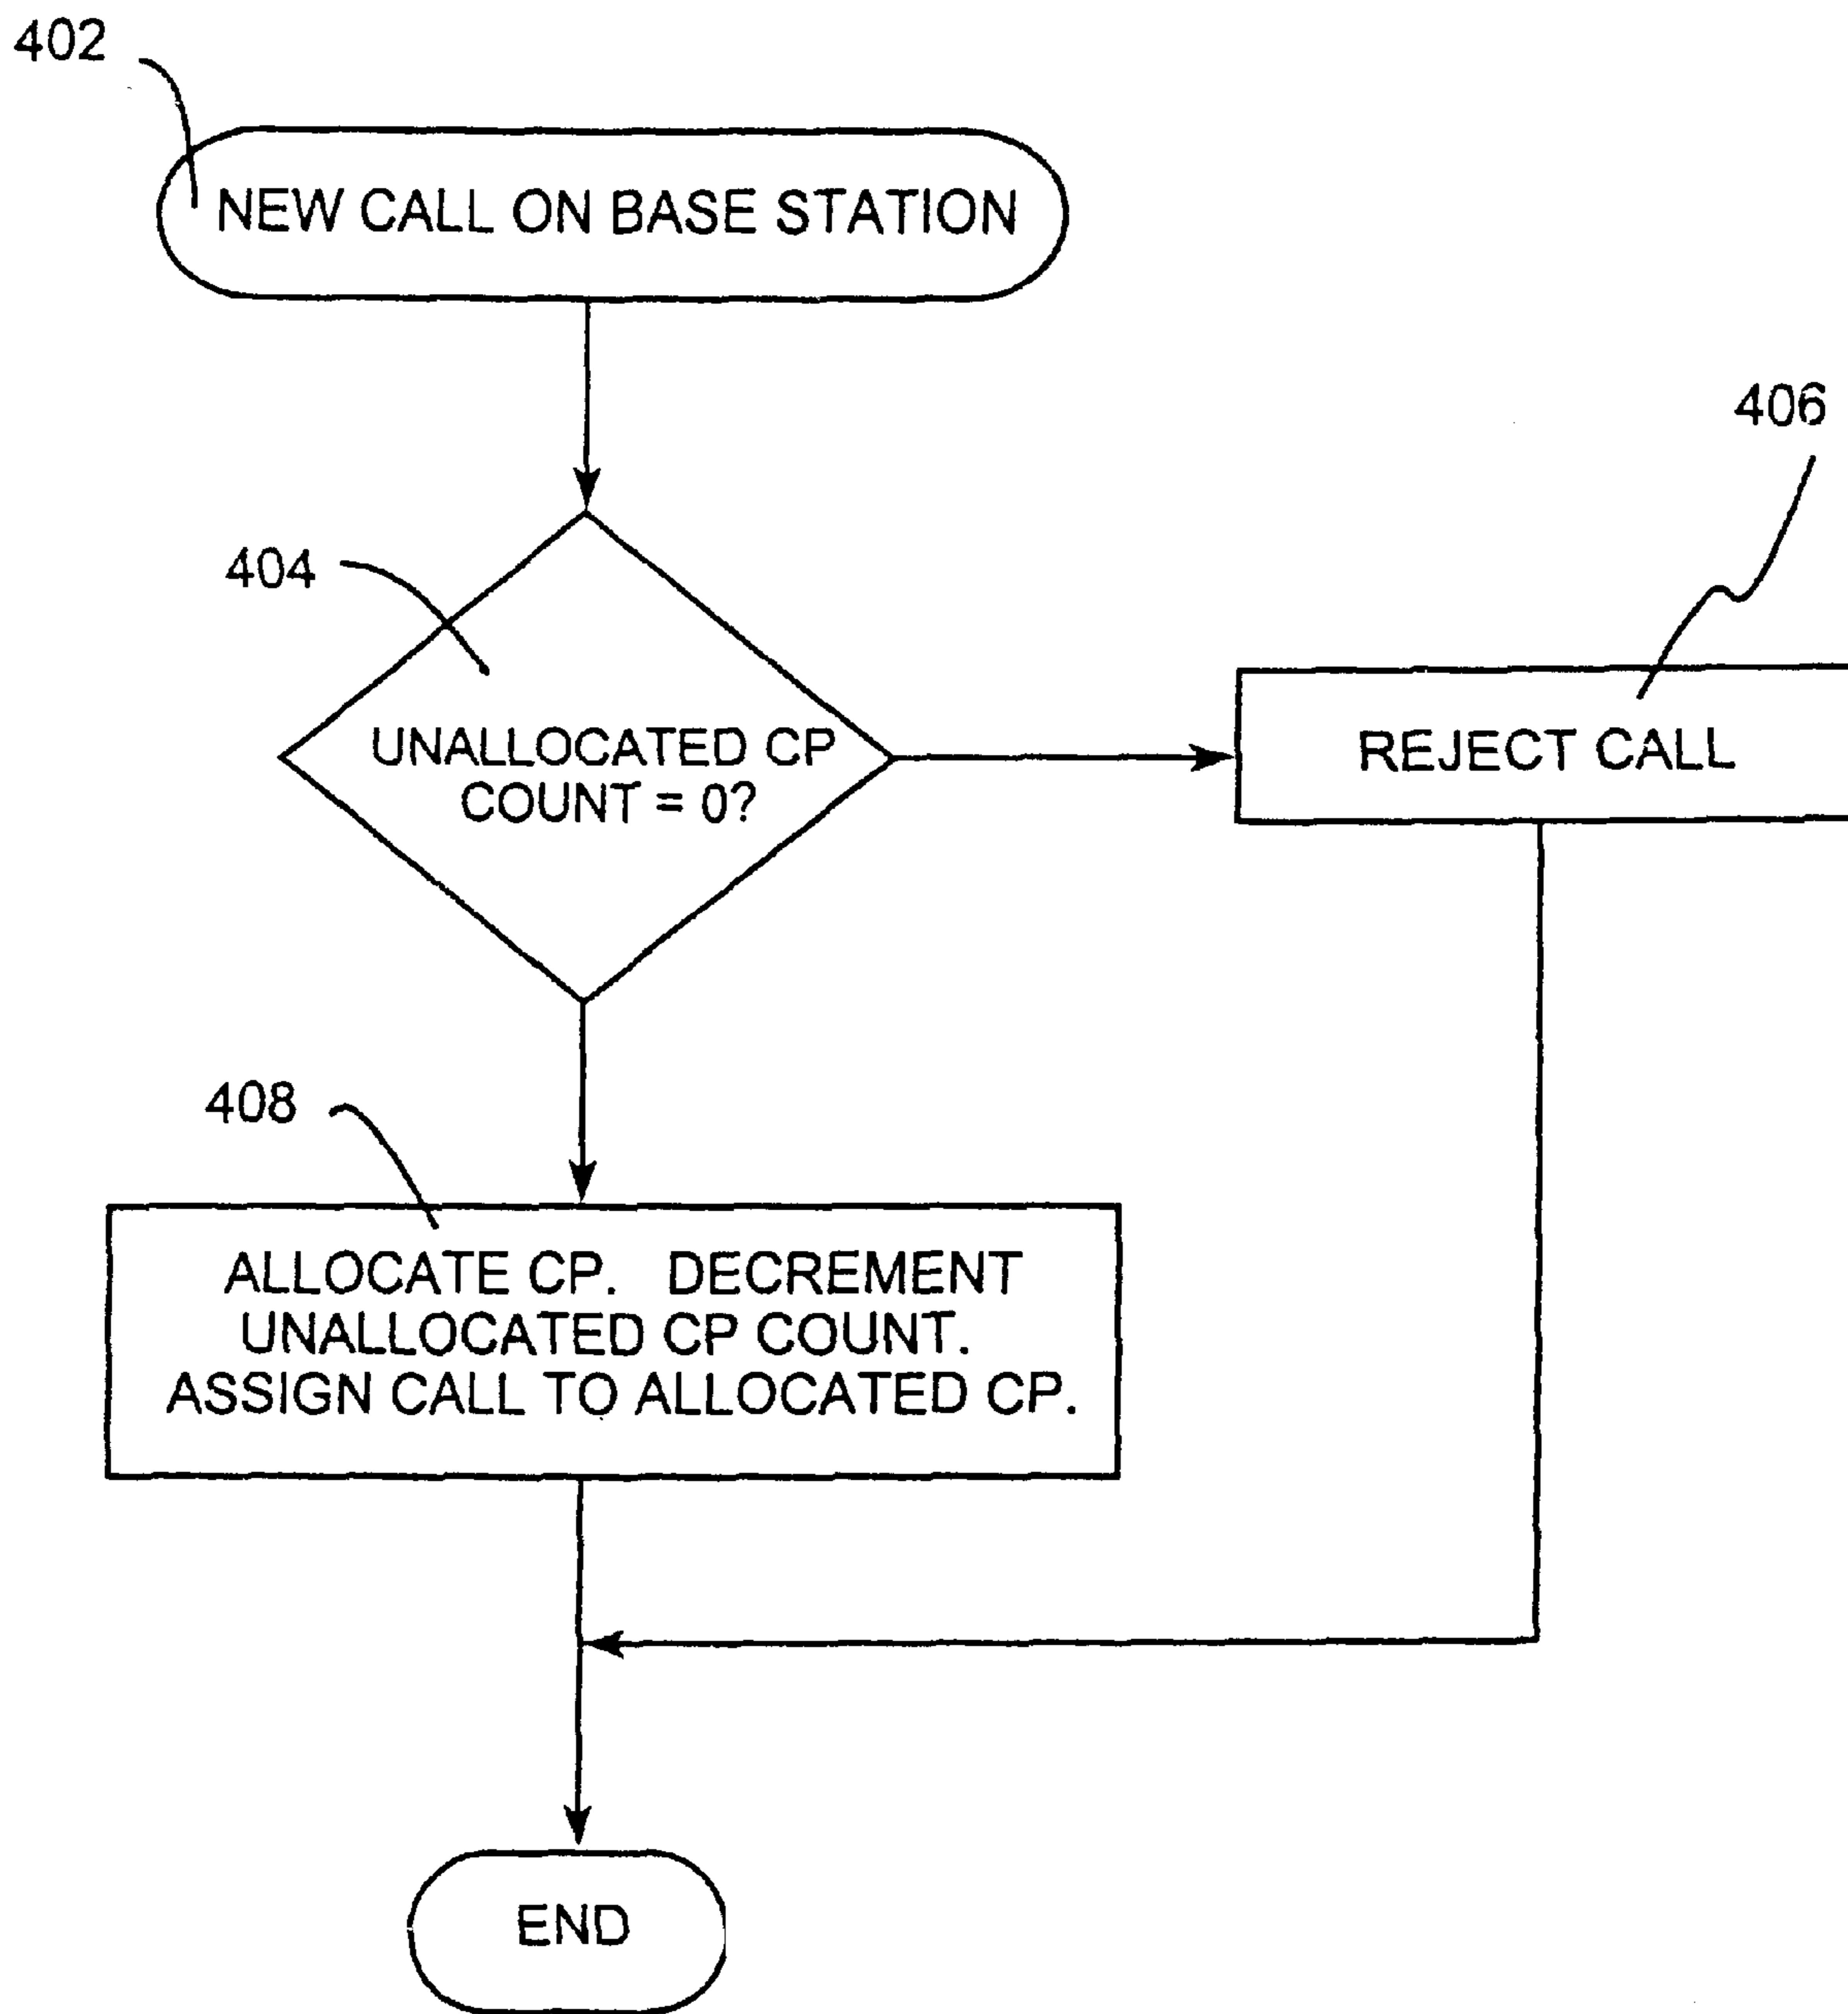 402
NEW CALL ON BASE STATION
406
404
UNALLOCATED CP
COUNT = 0?
REJECT CALL
408
ALLOCATE CP. DECREMENT
UNALLOCATED CP COUNT.
ASSIGN CALL TO ALLOCATED CP.
END